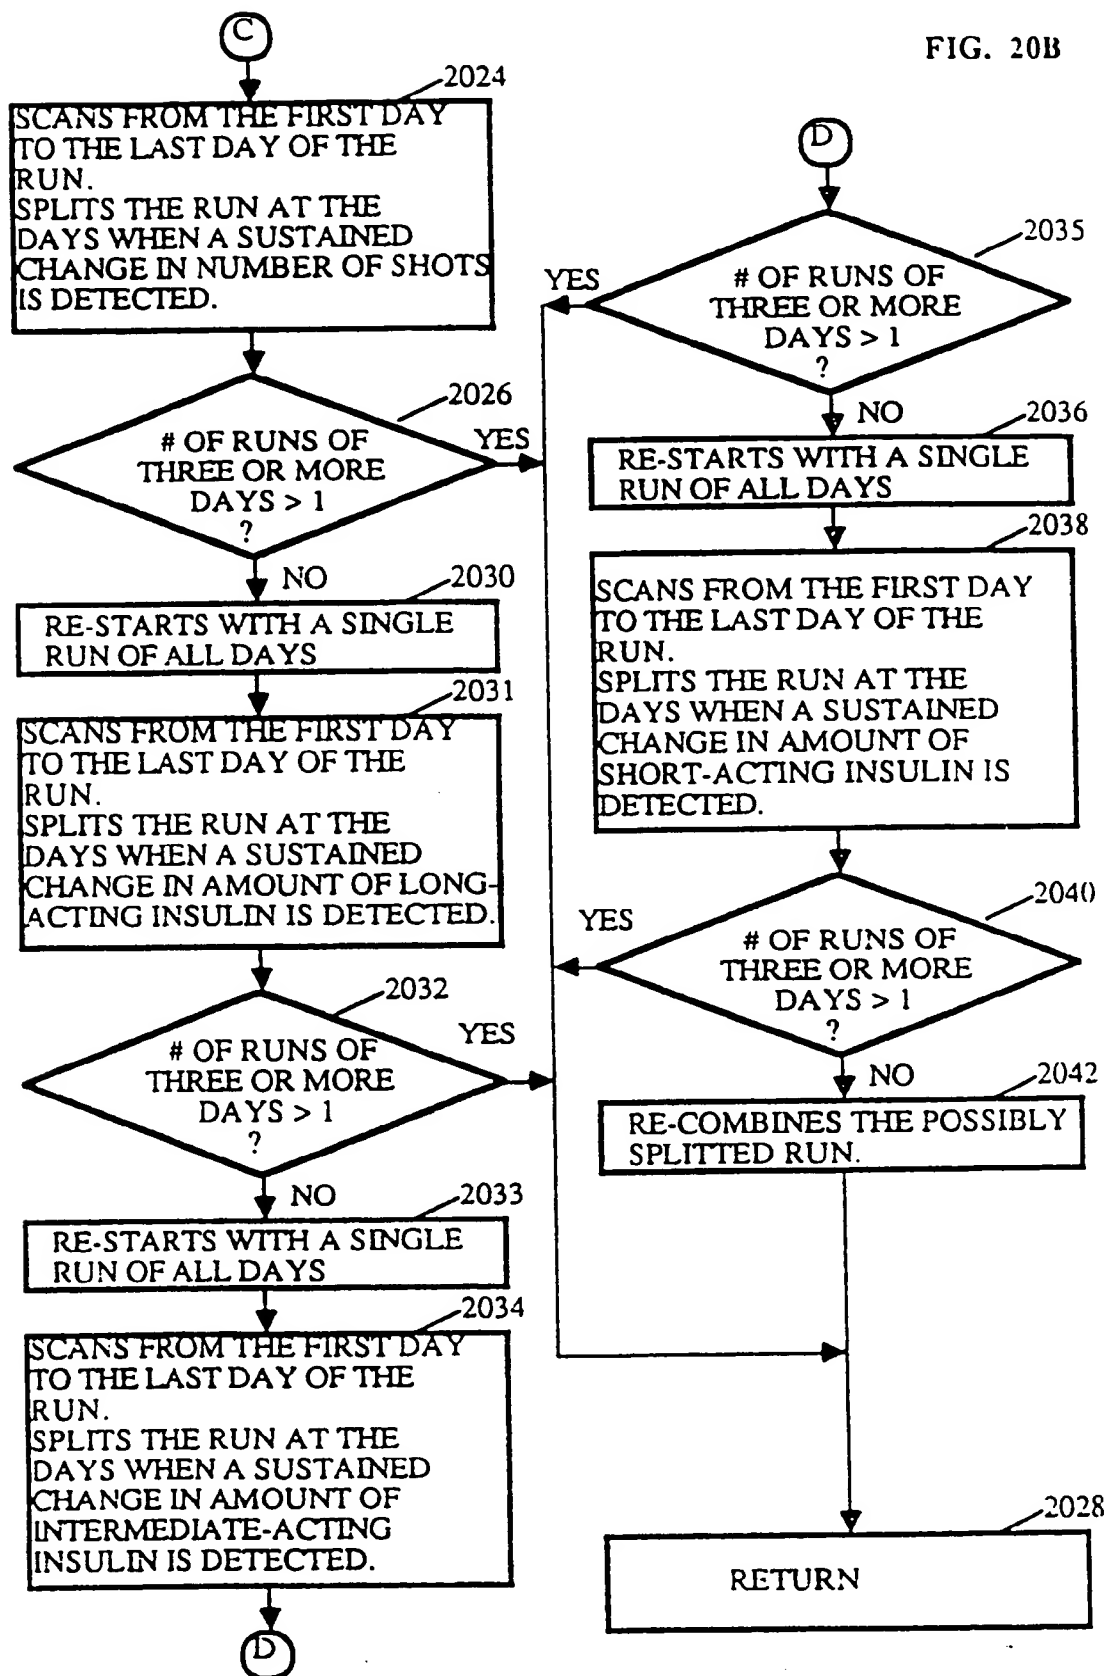 FIG. 20B
C
2024
SCANS FROM THE FIRST DAY
TO THE LAST DAY OF THE
RUN.
SPLITS THE RUN AT THE
DAYS WHEN A SUSTAINED
CHANGE IN NUMBER OF SHOTS
IS DETECTED.
2026
# OF RUNS OF
THREE OR MORE
DAYS > 1
?
YES
NO
2030
RE-STARTS WITH A SINGLE
RUN OF ALL DAYS
2031
SCANS FROM THE FIRST DAY
TO THE LAST DAY OF THE
RUN.
SPLITS THE RUN AT THE
DAYS WHEN A SUSTAINED
CHANGE IN AMOUNT OF LONG-
ACTING INSULIN IS DETECTED.
2032
# OF RUNS OF
THREE OR MORE
DAYS > 1
?
YES
NO
2033
RE-STARTS WITH A SINGLE
RUN OF ALL DAYS
2034
SCANS FROM THE FIRST DAY
TO THE LAST DAY OF THE
RUN.
SPLITS THE RUN AT THE
DAYS WHEN A SUSTAINED
CHANGE IN AMOUNT OF
INTERMEDIATE-ACTING
INSULIN IS DETECTED.
D
D
2035
# OF RUNS OF
THREE OR MORE
DAYS > 1
?
YES
NO
2036
RE-STARTS WITH A SINGLE
RUN OF ALL DAYS
2038
SCANS FROM THE FIRST DAY
TO THE LAST DAY OF THE
RUN.
SPLITS THE RUN AT THE
DAYS WHEN A SUSTAINED
CHANGE IN AMOUNT OF
SHORT-ACTING INSULIN IS
DETECTED.
2040
# OF RUNS OF
THREE OR MORE
DAYS > 1
?
YES
NO
2042
RE-COMBINES THE POSSIBLY
SPLITTED RUN.
2028
RETURN